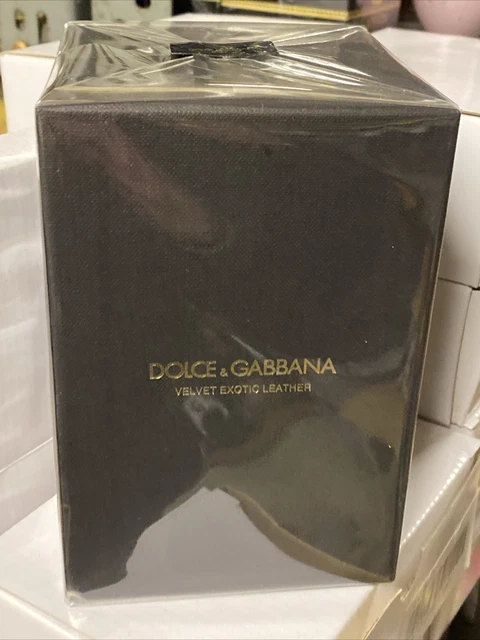 DOLCE & GABBANA
VELVET EXOTIC LEATHER